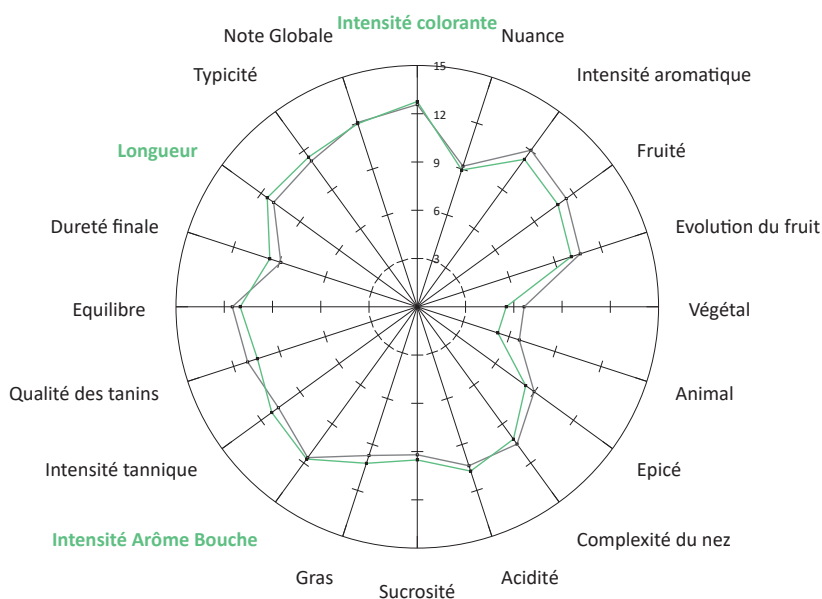 Intensité colorante
Nuance
Intensité aromatique
Fruité
Evolution du fruit
Végétal
Animal
Epicé
Complexité du nez
Acidité
Sucrosité
Gras
Intensité Arôme Bouche
Intensité tannique
Qualité des tanins
Equilibre
Dureté finale
Longueur
Typicité
Note Globale
15
12
9
6
3